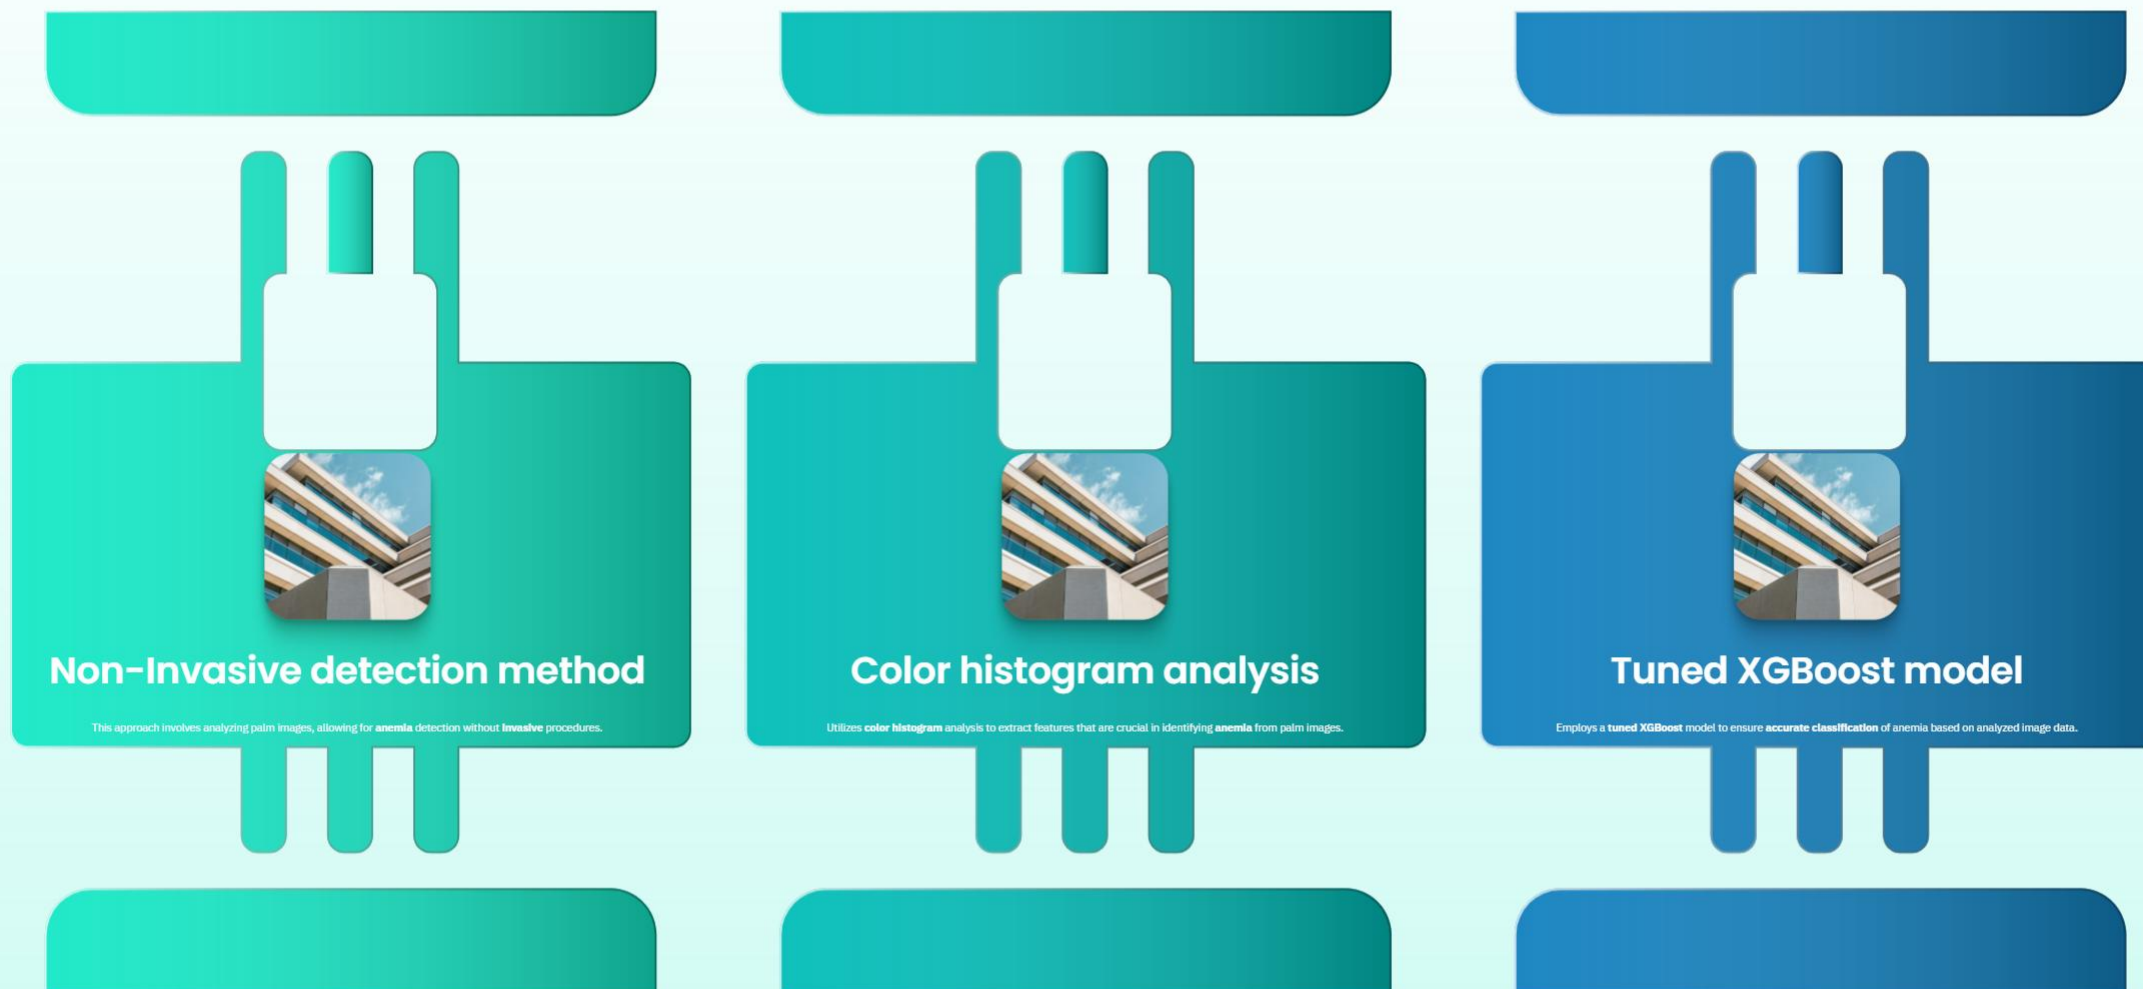 Non-Invasive detection method
This approach involves analyzing palm images, allowing for anemia detection without invasive procedures.
Color histogram analysis
Utilizes color histogram analysis to extract features that are crucial in identifying anemia from palm images.
Tuned XGBoost model
Employs a tuned XGBoost model to ensure accurate classification of anemia based on analyzed image data.